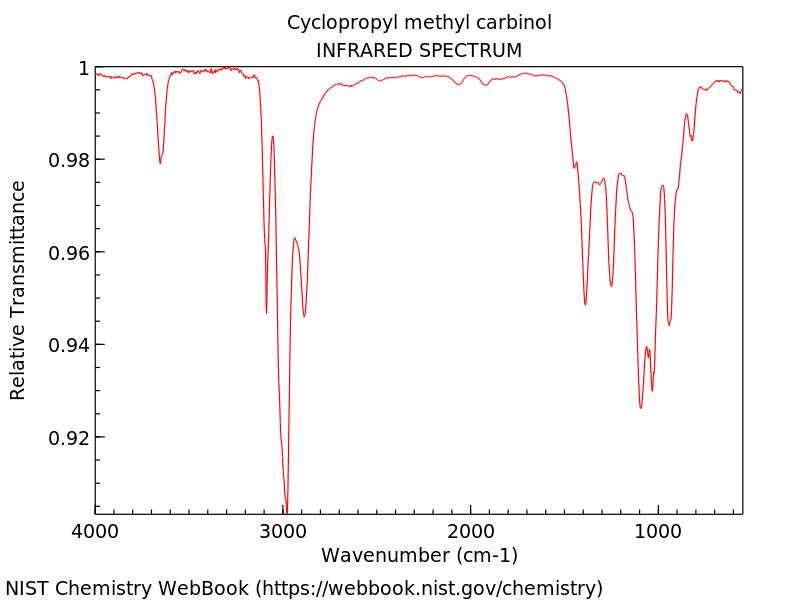 Cyclopropyl methyl carbinol
INFRARED SPECTRUM
1
0.98
0.96
0.94
0.92
Relative Transmittance
4000 3000 2000 1000
Wavenumber (cm-1)
NIST Chemistry WebBook (https://webbook.nist.gov/chemistry)